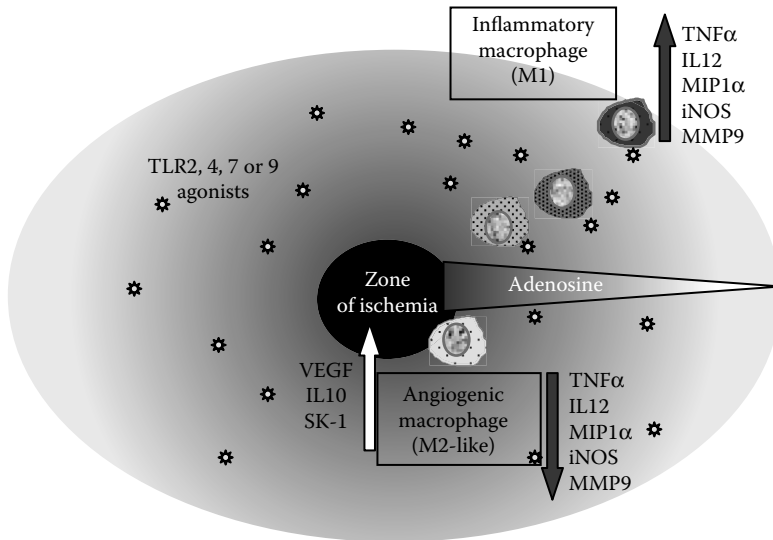 Inflammatory
macrophage
(M1)
TNFα
IL12
MIP1α
iNOS
MMP9
TLR2, 4, 7 or 9
agonists
Zone
of ischemia
Adenosine
VEGF
IL10
SK-1
Angiogenic
macrophage
(M2-like)
TNFα
IL12
MIP1α
iNOS
MMP9